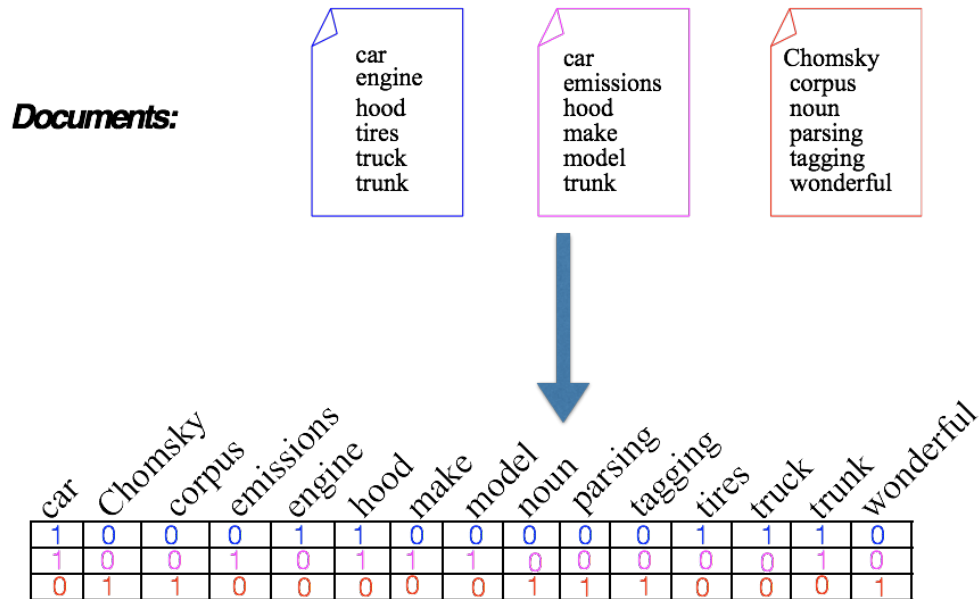 Documents:
car
engine
hood
tires
truck
trunk
car
emissions
hood
make
model
trunk
Chomsky
corpus
noun
parsing
tagging
wonderful
car Chomsky corpus emissions engine hood make model noun parsing tagging tires truck trunk wonderful
1 0 0 0 1 1 0 0 0 0 0 1 1 1 0
1 0 0 1 0 1 1 1 0 0 0 0 0 1 0
0 1 1 0 0 0 0 0 1 1 1 0 0 0 1